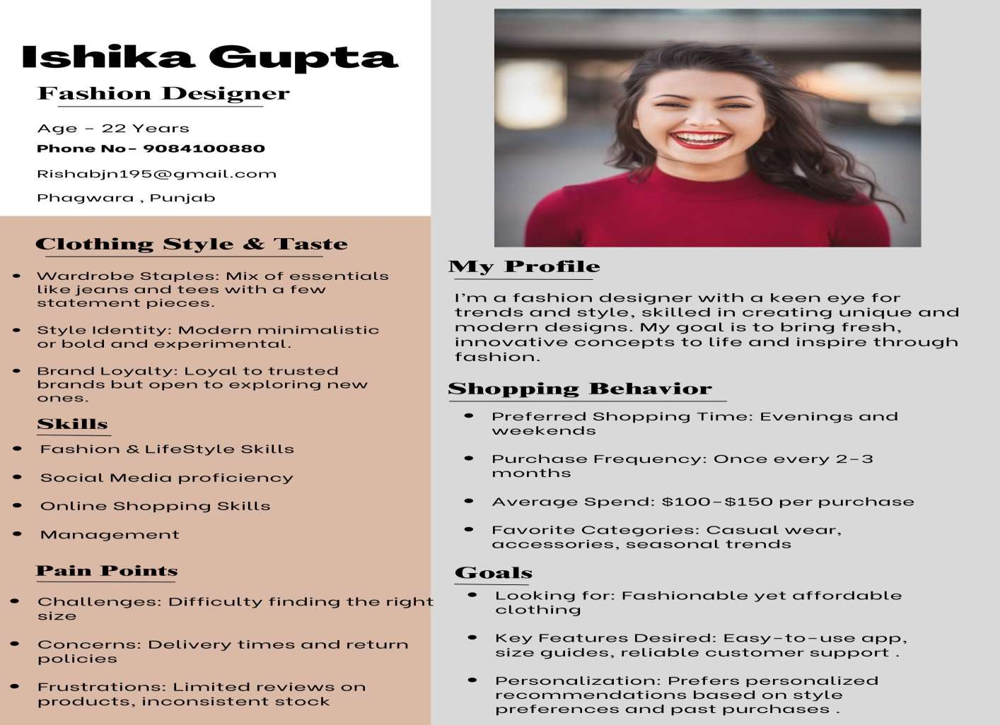 Ishika Gupta
Fashion Designer
Age - 22 Years
Phone No- 9084100880
Rishabjn195@gmail.com
Phagwara , Punjab
Clothing Style & Taste
• Wardrobe Staples: Mix of essentials
like jeans and tees with a few
statement pieces.
• Style Identity: Modern minimalistic
or bold and experimental.
• Brand Loyalty: Loyal to trusted
brands but open to exploring new
ones.
Skills
• Fashion & LifeStyle Skills
• Social Media proficiency
• Online Shopping Skills
• Management
Pain Points
• Challenges: Difficulty finding the right
size
• Concerns: Delivery times and return
policies
• Frustrations: Limited reviews on
products, inconsistent stock
My Profile
I'm a fashion designer with a keen eye for
trends and style, skilled in creating unique and
modern designs. My goal is to bring fresh,
innovative concepts to life and inspire through
fashion.
Shopping Behavior
• Preferred Shopping Time: Evenings and
weekends
• Purchase Frequency: Once every 2-3
months
• Average Spend: $100-$150 per purchase
• Favorite Categories: Casual wear,
accessories, seasonal trends
Goals
• Looking for: Fashionable yet affordable
clothing
• Key Features Desired: Easy-to-use app,
size guides, reliable customer support .
• Personalization: Prefers personalized
recommendations based on style
preferences and past purchases .